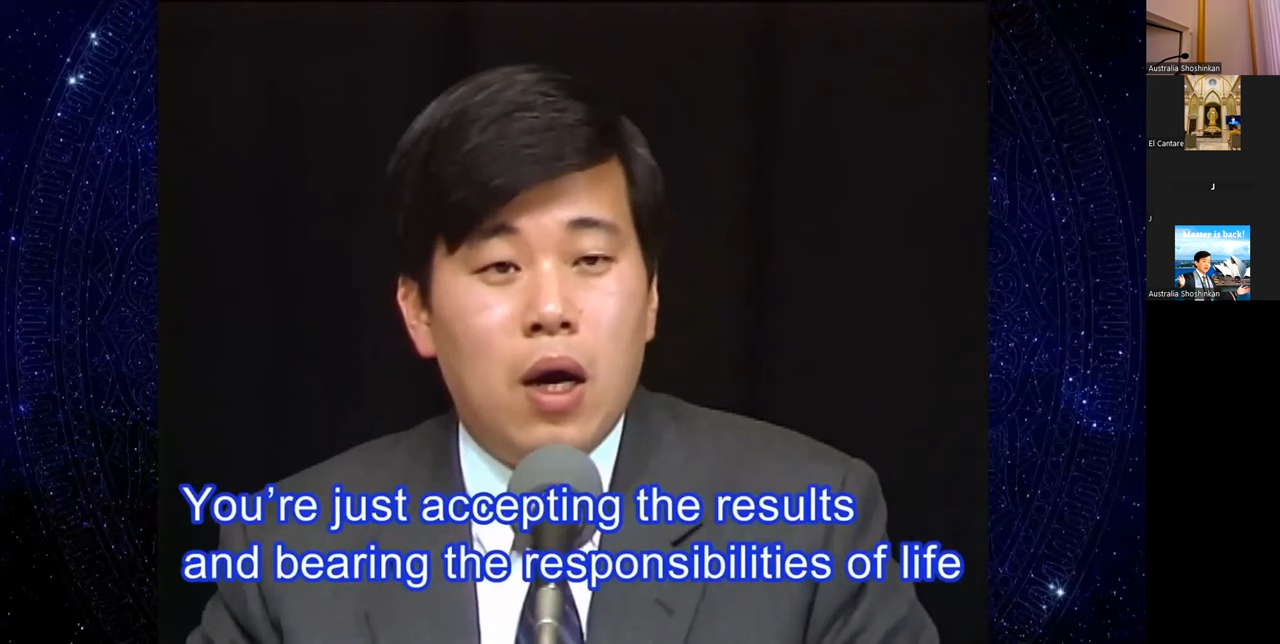 You're just accepting the results
and bearing the responsibilities of life
Australia Shoshinkan
El Cantare
J
J
Master is back!
Australia Shoshinkan